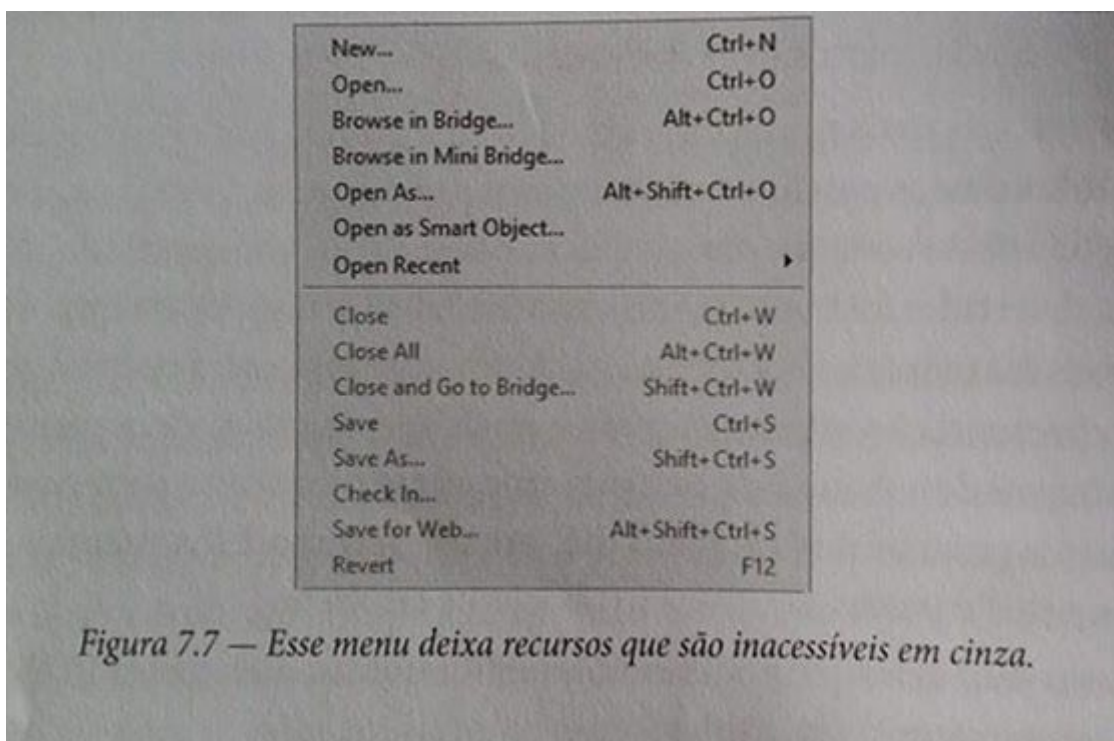 New... Ctrl+N
Open... Ctrl+O
Browse in Bridge... Alt+Ctrl+O
Browse in Mini Bridge...
Open As... Alt+Shift+Ctrl+O
Open as Smart Object...
Open Recent
Close Ctrl+W
Close All Alt+Ctrl+W
Close and Go to Bridge... Shift+Ctrl+W
Save Ctrl+S
Save As... Shift+Ctrl+S
Check In...
Save for Web... Alt+Shift+Ctrl+S
Revert F12
Figura 7.7 — Esse menu deixa recursos que são inacessíveis em cinza.